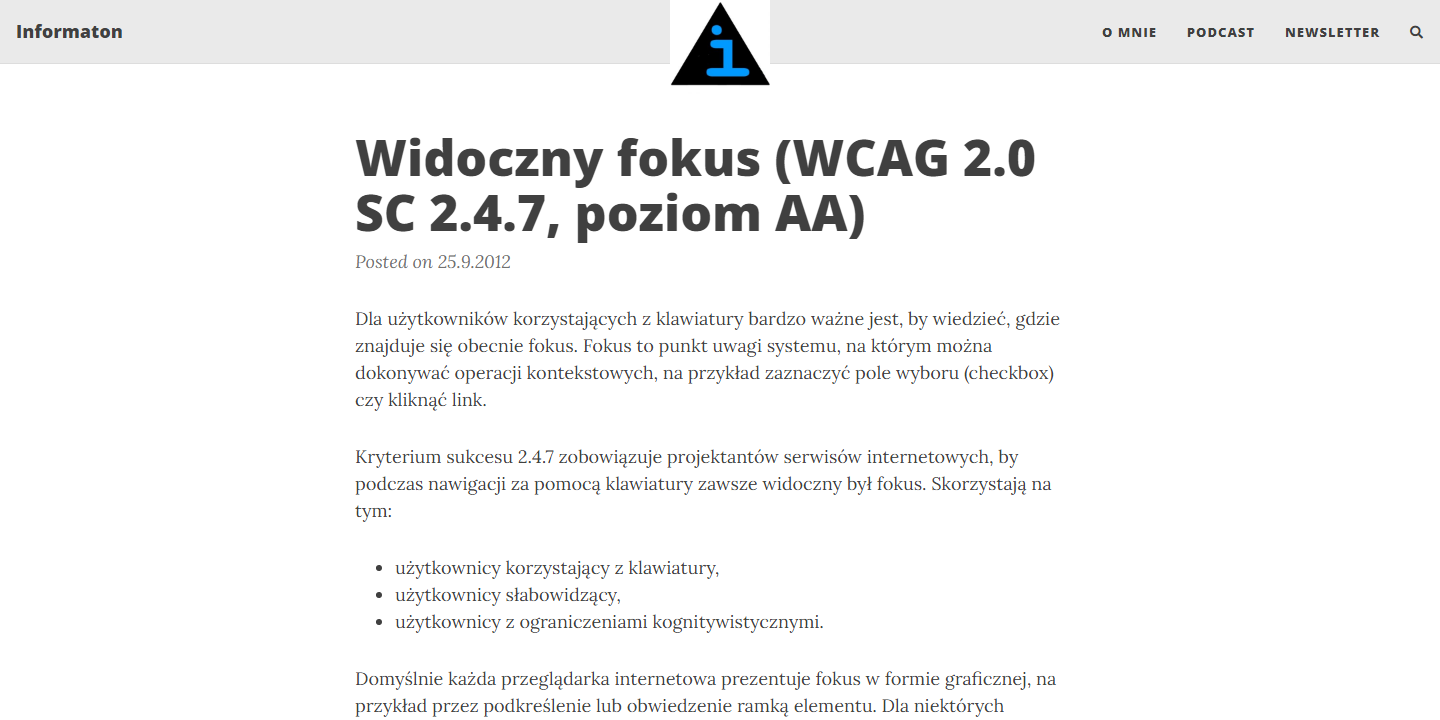 Informaton
i
O MNIE
PODCAST
NEWSLETTER
Widoczny fokus (WCAG 2.0
SC 2.4.7, poziom AA)
Posted on 25.9.2012
Dla użytkowników korzystających z klawiatury bardzo ważne jest, by wiedzieć, gdzie
znajduje się obecnie fokus. Fokus to punkt uwagi systemu, na którym można
dokonywać operacji kontekstowych, na przykład zaznaczyć pole wyboru (checkbox)
czy kliknąć link.
Kryterium sukcesu 2.4.7 zobowiązuje projektantów serwisów internetowych, by
podczas nawigacji za pomocą klawiatury zawsze widoczny był fokus. Skorzystają na
tym:
• użytkownicy korzystający z klawiatury,
• użytkownicy słabowidzący,
• użytkownicy z ograniczeniami kognitywistycznymi.
Domyślnie każda przeglądarka internetowa prezentuje fokus w formie graficznej, na
przykład przez podkreślenie lub obwiedzenie ramką elementu. Dla niektórych